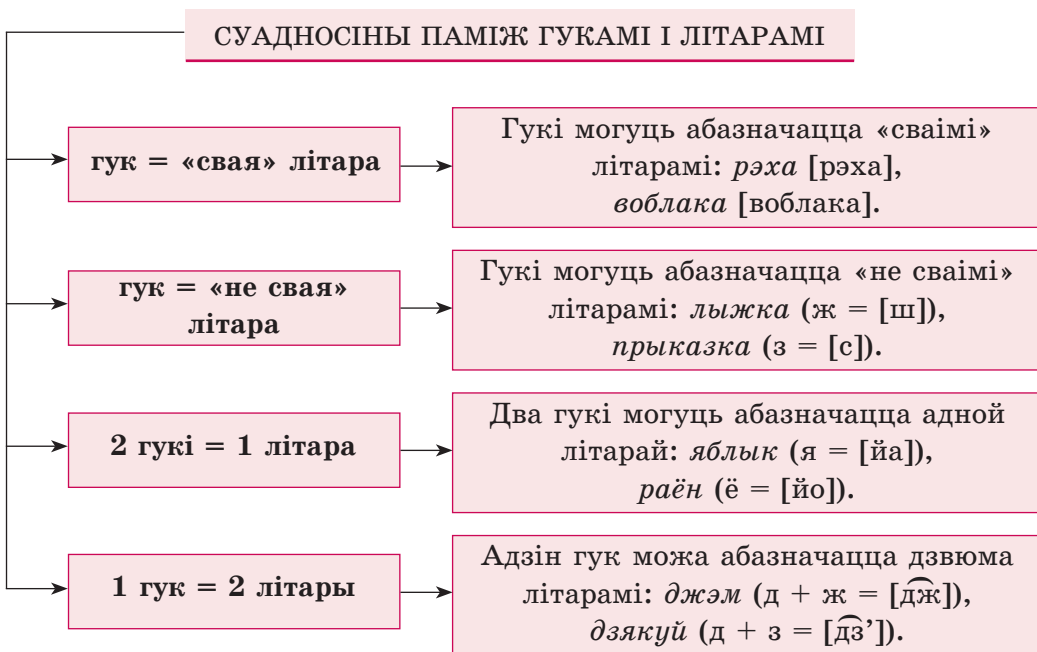 СУАДНОСІНЫ ПАМІЖ ГУКАМІ І ЛІТАРАМІ
гук = «свая» літара
Гукі могуць абазначацца «сваімі»
літарамі: рэха [рэха],
воблака [воблака].
гук = «не свая»
літара
Гукі могуць абазначацца «не сваімі»
літарамі: лыжка (ж = [ш]),
прыказка (з = [с]).
2 гукі = 1 літара
Два гукі могуць абазначацца адной
літарай: яблык (я = [йа]),
раён (ё = [йо]).
1 гук = 2 літары
Адзін гук можа абазначацца дзвюма
літарамі: джэм (д + ж = [д͡ж]),
дзякуй (д + з = [д͡з’]).